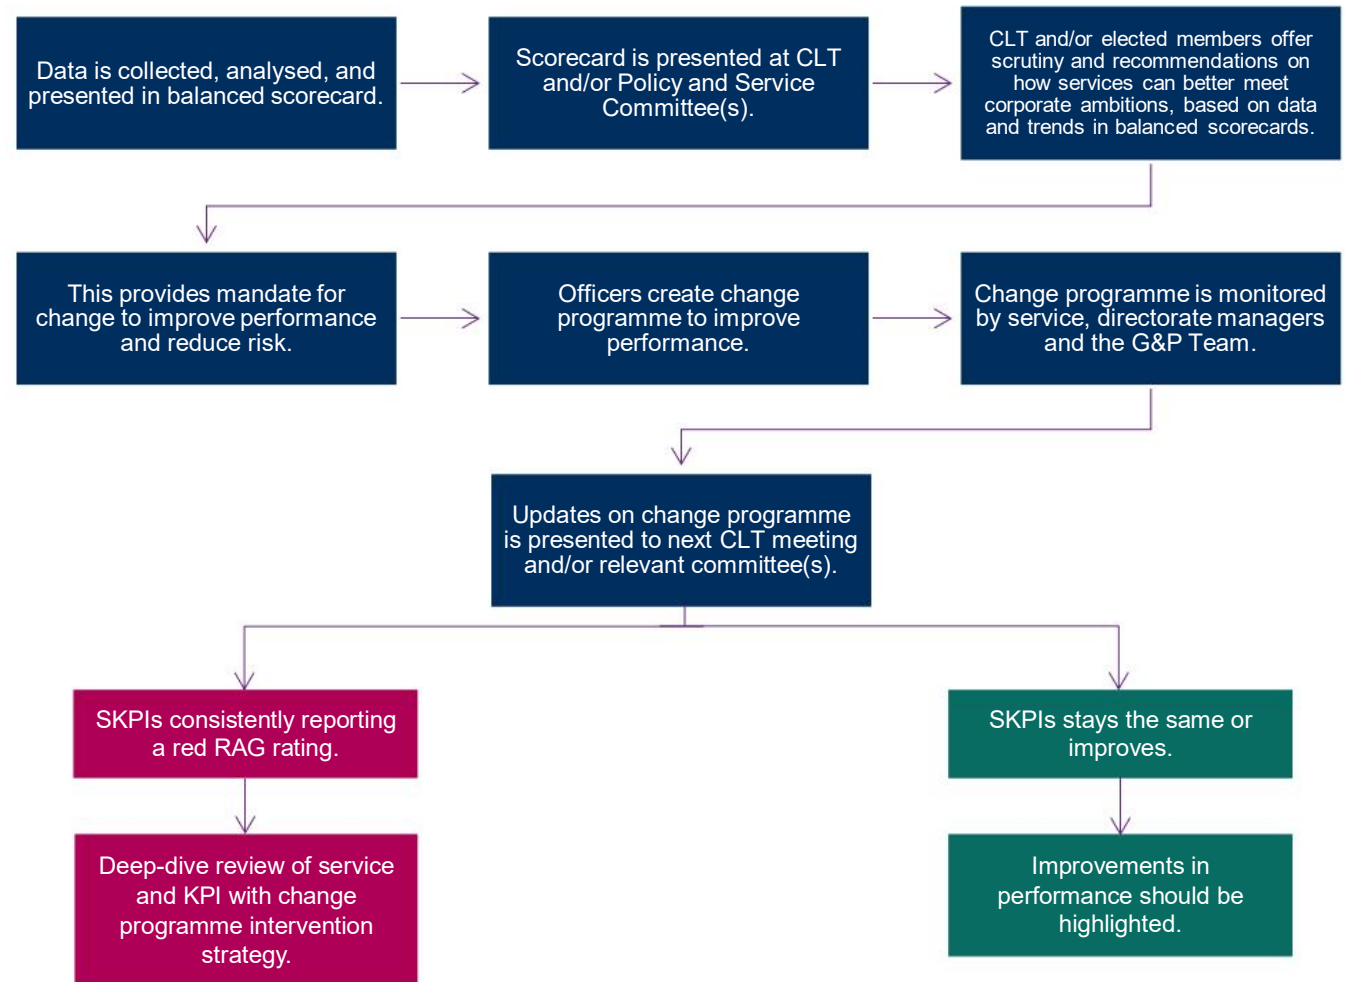 Data is collected, analysed, and
presented in balanced scorecard.
Scorecard is presented at CLT
and/or Policy and Service
Committee(s).
CLT and/or elected members offer
scrutiny and recommendations on
how services can better meet
corporate ambitions, based on data
and trends in balanced scorecards.
This provides mandate for
change to improve performance
and reduce risk.
Officers create change
programme to improve
performance.
Change programme is monitored
by service, directorate managers
and the G&P Team.
Updates on change programme
is presented to next CLT meeting
and/or relevant committee(s).
SKPIs consistently reporting
a red RAG rating.
SKPIs stays the same or
improves.
Deep-dive review of service
and KPI with change
programme intervention
strategy.
Improvements in
performance should be
highlighted.